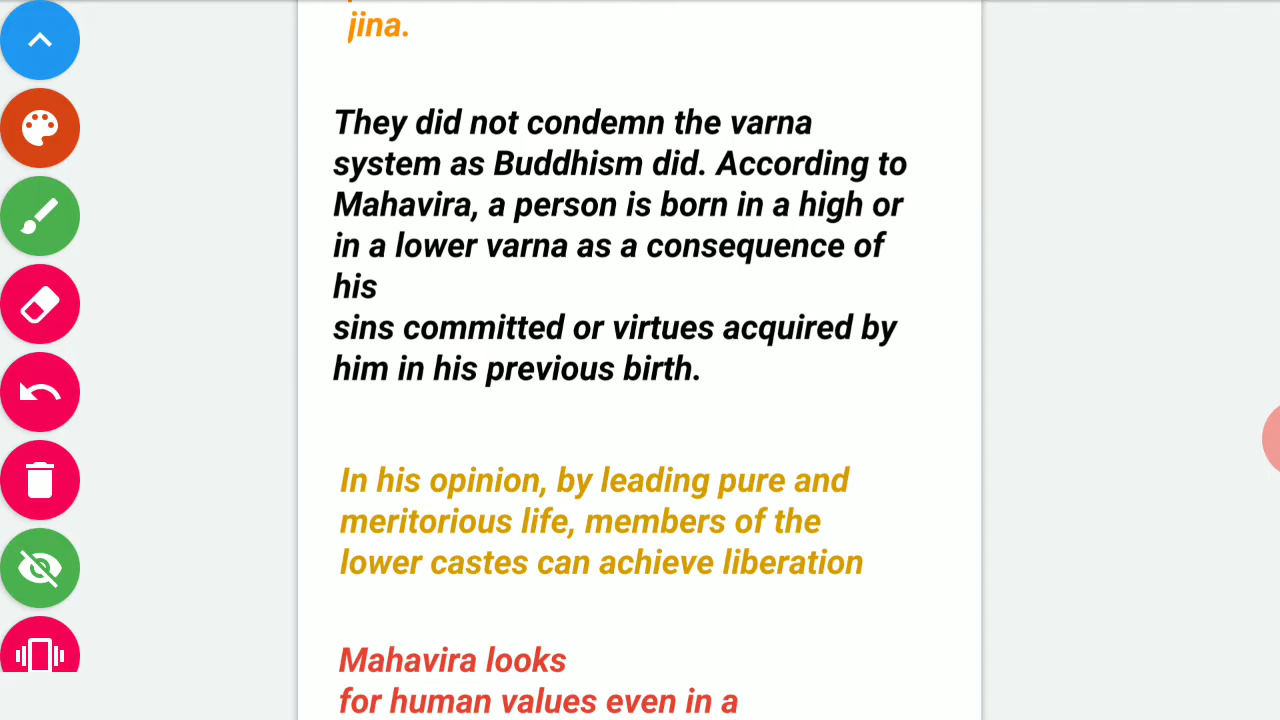 jina.
They did not condemn the varna
system as Buddhism did. According to
Mahavira, a person is born in a high or
in a lower varna as a consequence of
his
sins committed or virtues acquired by
him in his previous birth.
In his opinion, by leading pure and
meritorious life, members of the
lower castes can achieve liberation
Mahavira looks
for human values even in a